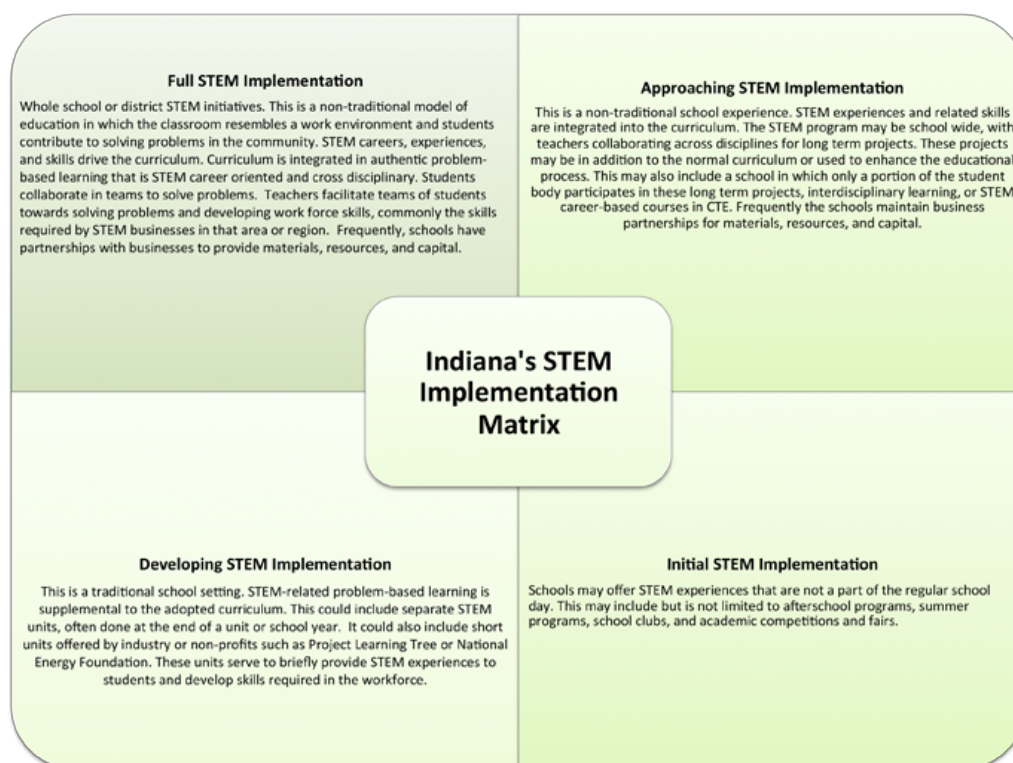 Full STEM Implementation
Whole school or district STEM initiatives. This is a non-traditional model of
education in which the classroom resembles a work environment and students
contribute to solving problems in the community. STEM careers, experiences,
and skills drive the curriculum. Curriculum is integrated in authentic problem-
based learning that is STEM career oriented and cross disciplinary. Students
collaborate in teams to solve problems. Teachers facilitate teams of students
towards solving problems and developing work force skills, commonly the skills
required by STEM businesses in that area or region. Frequently, schools have
partnerships with businesses to provide materials, resources, and capital.
Approaching STEM Implementation
This is a non-traditional school experience. STEM experiences and related skills
are integrated into the curriculum. The STEM program may be school wide, with
teachers collaborating across disciplines for long term projects. These projects
may be in addition to the normal curriculum or used to enhance the educational
process. This may also include a school in which only a portion of the student
body participates in these long term projects, interdisciplinary learning, or STEM
career-based courses in CTE. Frequently the schools maintain business
partnerships for materials, resources, and capital.
Indiana's STEM
Implementation
Matrix
Developing STEM Implementation
This is a traditional school setting. STEM-related problem-based learning is
supplemental to the adopted curriculum. This could include separate STEM
units, often done at the end of a unit or school year. It could also include short
units offered by industry or non-profits such as Project Learning Tree or National
Energy Foundation. These units serve to briefly provide STEM experiences to
students and develop skills required in the workforce.
Initial STEM Implementation
Schools may offer STEM experiences that are not a part of the regular school
day. This may include but is not limited to afterschool programs, summer
programs, school clubs, and academic competitions and fairs.